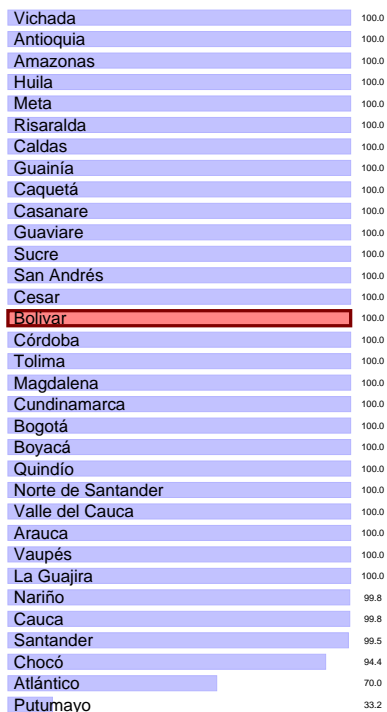 Vichada 100.0
Antioquia 100.0
Amazonas 100.0
Huila 100.0
Meta 100.0
Risaralda 100.0
Caldas 100.0
Guainía 100.0
Caquetá 100.0
Casanare 100.0
Guaviare 100.0
Sucre 100.0
San Andrés 100.0
Cesar 100.0
Bolivar 100.0
Córdoba 100.0
Tolima 100.0
Magdalena 100.0
Cundinamarca 100.0
Bogotá 100.0
Boyacá 100.0
Quindío 100.0
Norte de Santander 100.0
Valle del Cauca 100.0
Arauca 100.0
Vaupés 100.0
La Guajira 100.0
Nariño 99.8
Cauca 99.8
Santander 99.5
Chocó 94.4
Atlántico 70.0
Putumayo 33.2